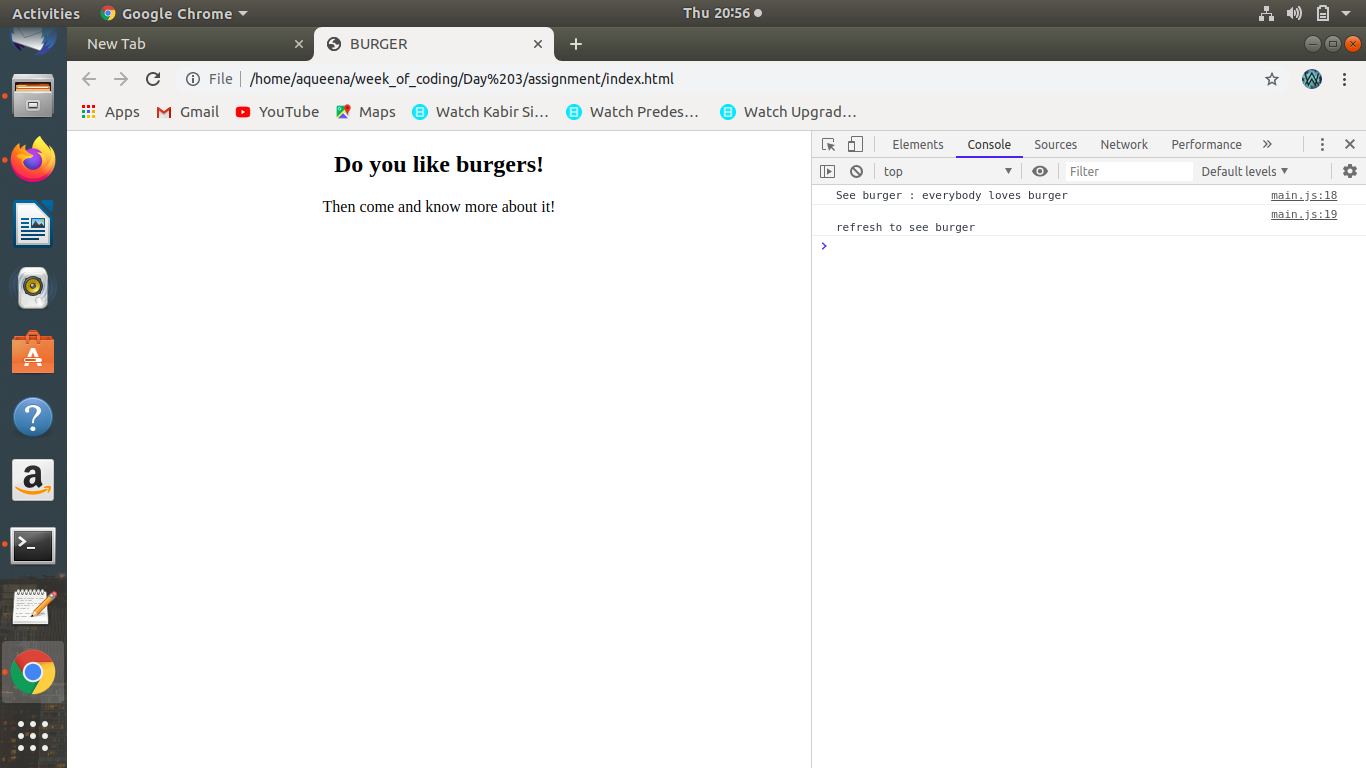 Activities Google Chrome Thu 20:56
New Tab BURGER
File /home/aqueena/week_of_coding/Day%203/assignment/index.html
Apps Gmail YouTube Maps Watch Kabir Si... Watch Predes... Watch Upgrad...
Do you like burgers!
Then come and know more about it!
Elements Console Sources Network Performance »
top Filter Default levels
See burger : everybody loves burger main.js:18
main.js:19
refresh to see burger
>